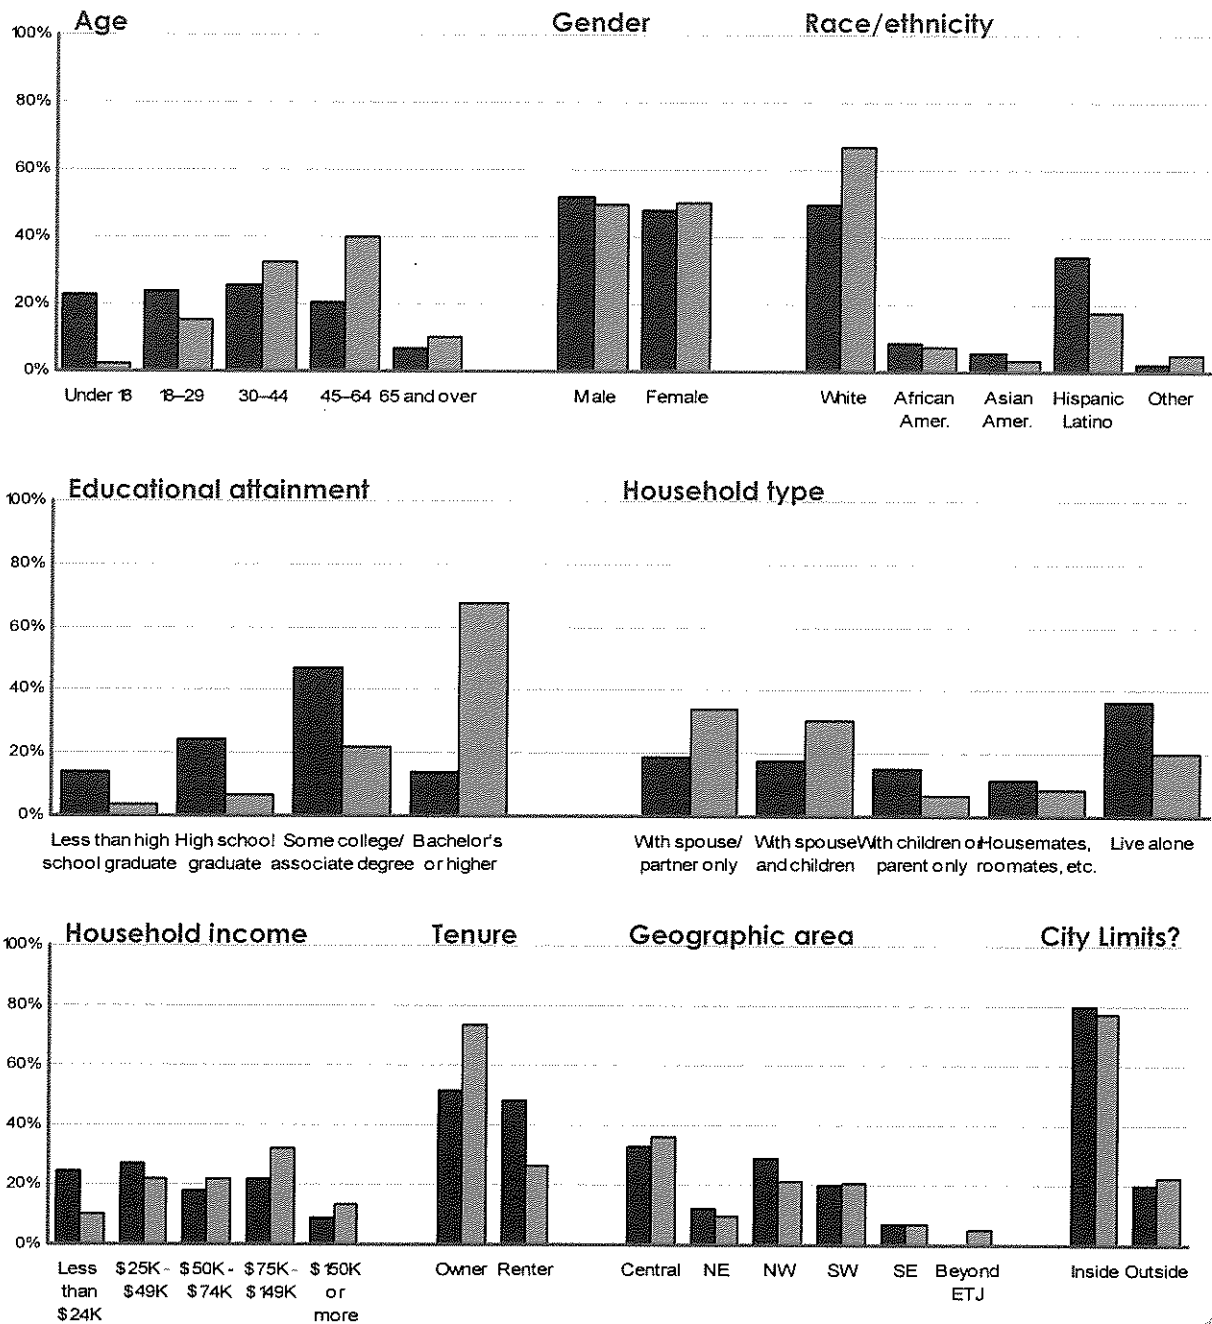 Age Gender Race/ethnicity
100%
80%
60%
40%
20%
0%
Under 18 18–29 30–44 45–64 65 and over Male Female White African Asian Hispanic Other
Amer. Amer. Latino
Educational attainment Household type
100%
80%
60%
40%
20%
0%
Less than high High school Some college/ Bachelor's With spouse/ With spouse With children or Housemates, Live alone
school graduate graduate associate degree or higher partner only and children parent only roomates, etc.
Household income Tenure Geographic area City Limits?
100%
80%
60%
40%
20%
0%
Less $25K- $50K- $75K- $150K Owner Renter Central NE NW SW SE Beyond Inside Outside
than $49K $74K $149K or ETJ
$24K more